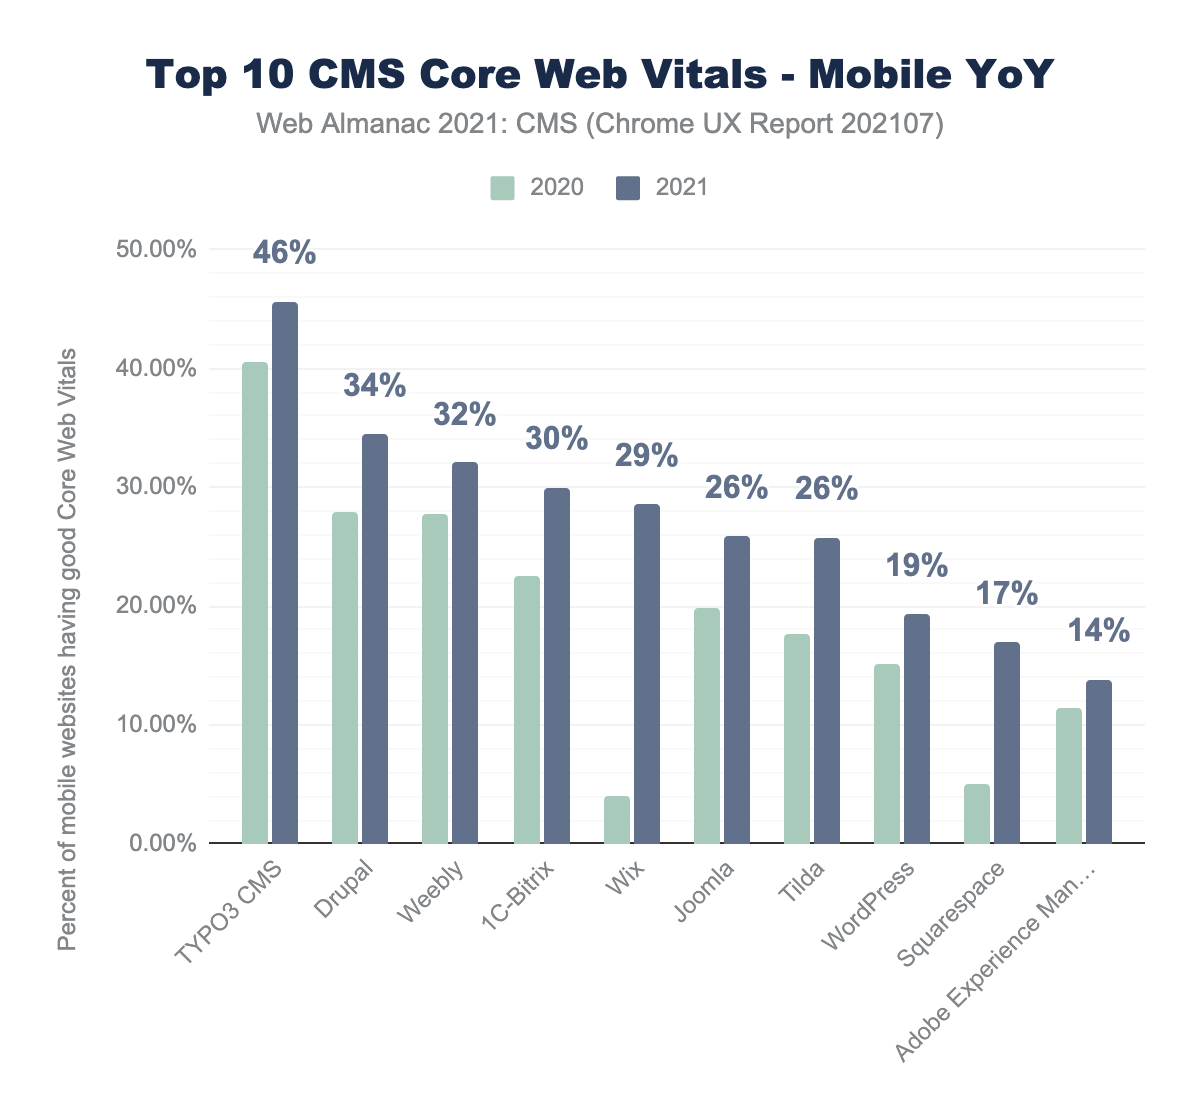 Top 10 CMS Core Web Vitals - Mobile YoY
Web Almanac 2021: CMS (Chrome UX Report 202107)
2020
2021
Percent of mobile websites having good Core Web Vitals
50.00%
40.00%
30.00%
20.00%
10.00%
0.00%
46%
34%
32%
30%
29%
26%
26%
19%
17%
14%
TYPO3 CMS
Drupal
Weebly
1C-Bitrix
Wix
Joomla
Tilda
WordPress
Squarespace
Adobe Experience Man…